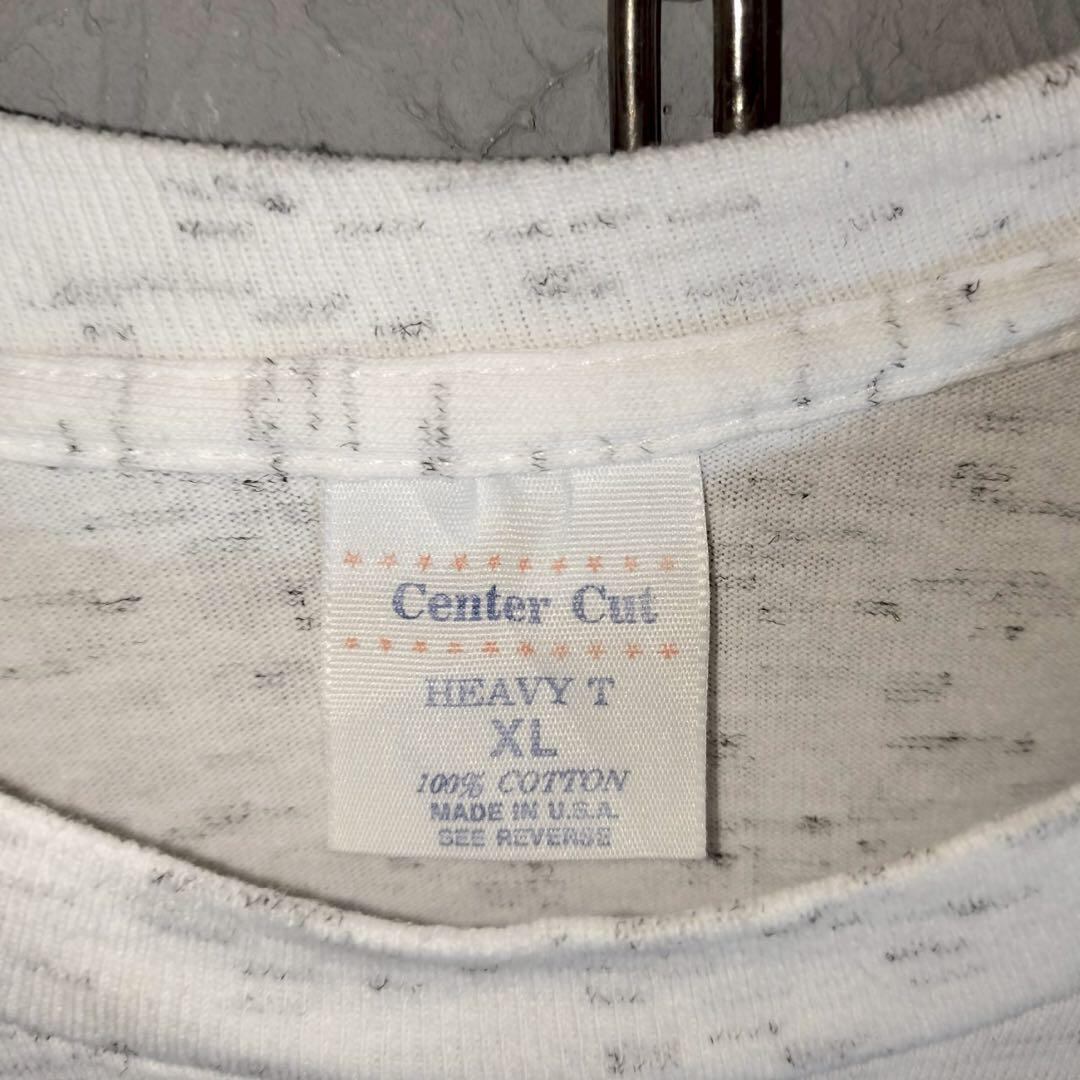 Center Cut
HEAVY T
XL
100% COTTON
MADE IN U.S.A.
SEE REVERSE